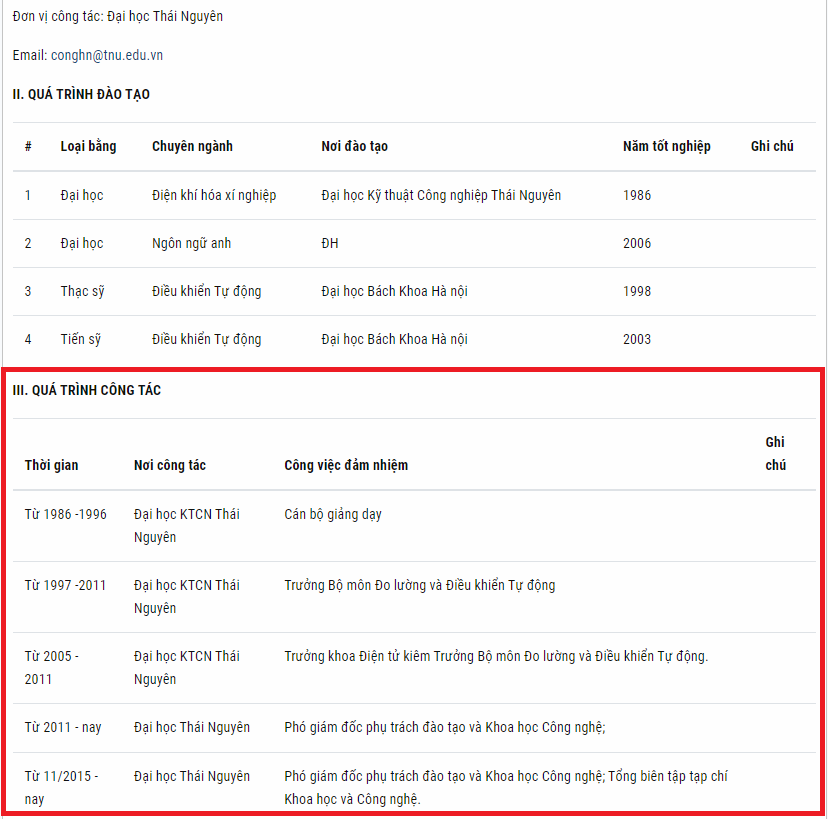 Đơn vị công tác: Đại học Thái Nguyên
Email: conghn@tnu.edu.vn
II. QUÁ TRÌNH ĐÀO TẠO
# Loại bằng Chuyên ngành Nơi đào tạo Năm tốt nghiệp Ghi chú
1 Đại học Điện khí hóa xí nghiệp Đại học Kỹ thuật Công nghiệp Thái Nguyên 1986
2 Đại học Ngôn ngữ anh ĐH 2006
3 Thạc sỹ Điều khiển Tự động Đại học Bách Khoa Hà nội 1998
4 Tiến sỹ Điều khiển Tự động Đại học Bách Khoa Hà nội 2003
III. QUÁ TRÌNH CÔNG TÁC
Ghi
Thời gian Nơi công tác Công việc đảm nhiệm chú
Từ 1986 -1996 Đại học KTCN Thái Cán bộ giảng dạy
Nguyên
Từ 1997 -2011 Đại học KTCN Thái Trưởng Bộ môn Đo lường và Điều khiển Tự động
Nguyên
Từ 2005 - Đại học KTCN Thái Trưởng khoa Điện tử kiêm Trưởng Bộ môn Đo lường và Điều khiển Tự động.
2011 Nguyên
Từ 2011 - nay Đại học Thái Nguyên Phó giám đốc phụ trách đào tạo và Khoa học Công nghệ;
Từ 11/2015 - Đại học Thái Nguyên Phó giám đốc phụ trách đào tạo và Khoa học Công nghệ; Tổng biên tập tạp chí
nay Khoa học và Công nghệ.